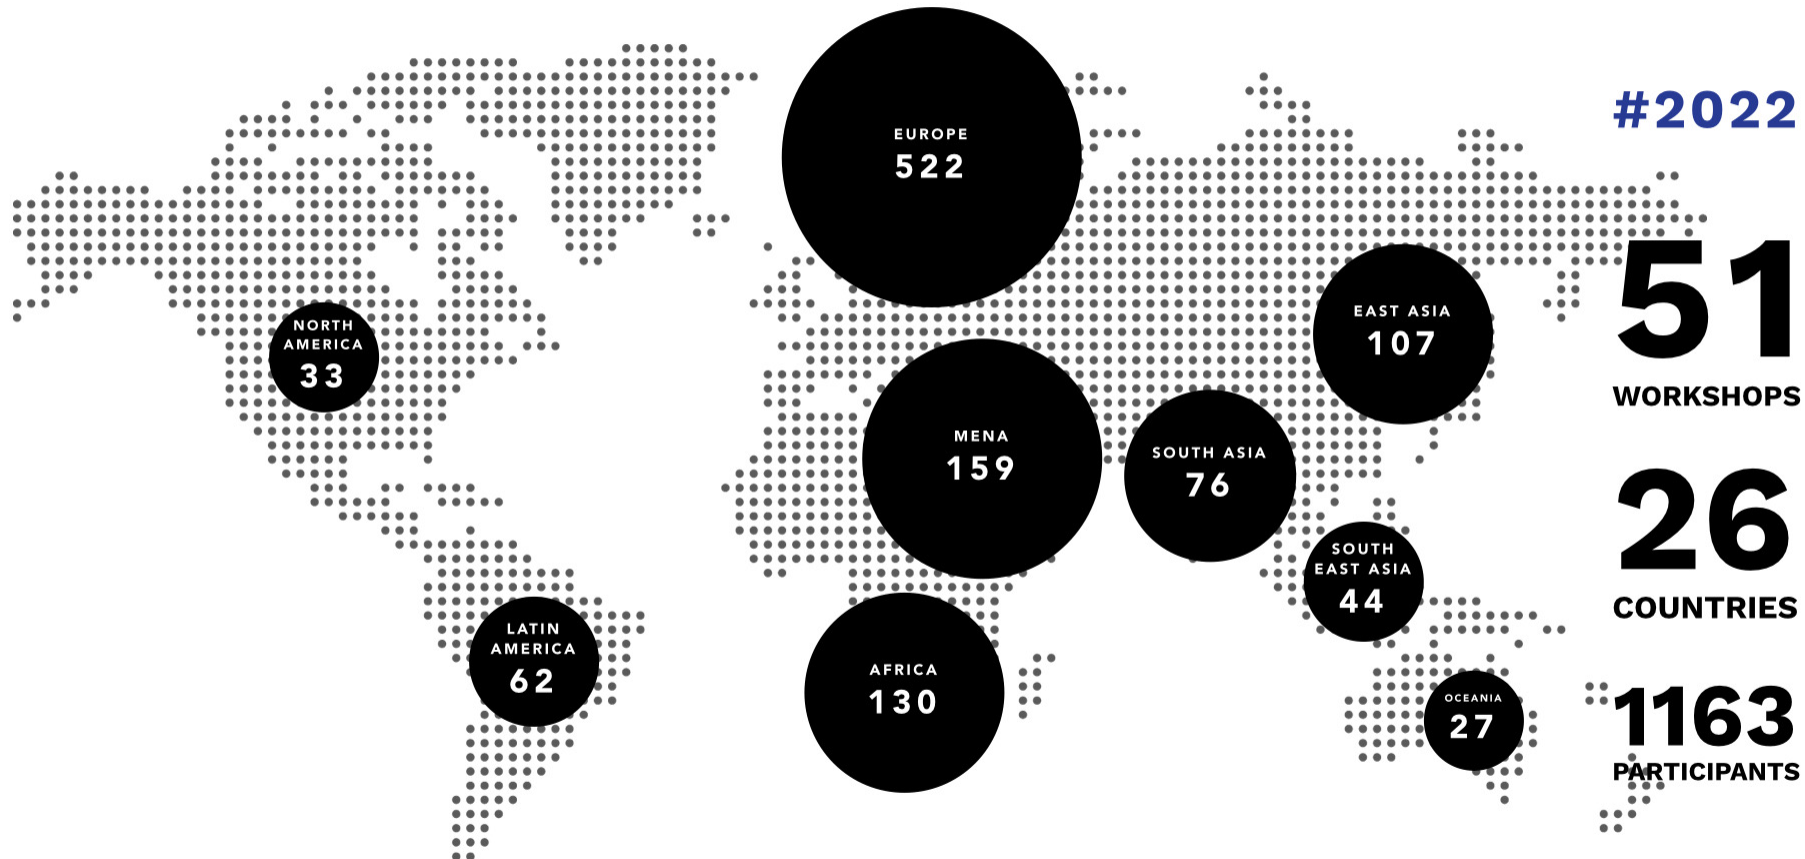 EUROPE
522
#2022
NORTH
AMERICA
33
EAST ASIA
107
51
WORKSHOPS
MENA
159
SOUTH ASIA
76
26
COUNTRIES
SOUTH
EAST ASIA
44
LATIN
AMERICA
62
AFRICA
130
OCEANIA
27
1163
PARTICIPANTS